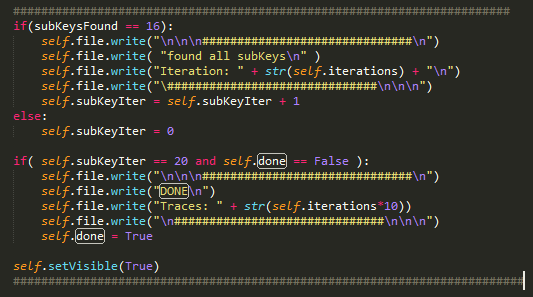 #######################################################################
if(subKeysFound == 16):
    self.file.write("\n\n\n##############################\n")
    self.file.write( "found all subKeys\n" )
    self.file.write("Iteration: " + str(self.iterations) + "\n")
    self.file.write("\##############################\n\n\n")
    self.subKeyIter = self.subKeyIter + 1
else:
    self.subKeyIter = 0
if( self.subKeyIter == 20 and self.done == False ):
    self.file.write("\n\n\n##############################\n")
    self.file.write("DONE\n")
    self.file.write("Traces: " + str(self.iterations*10))
    self.file.write("\n##############################\n\n\n")
    self.done = True
self.setVisible(True)
#########################################################################